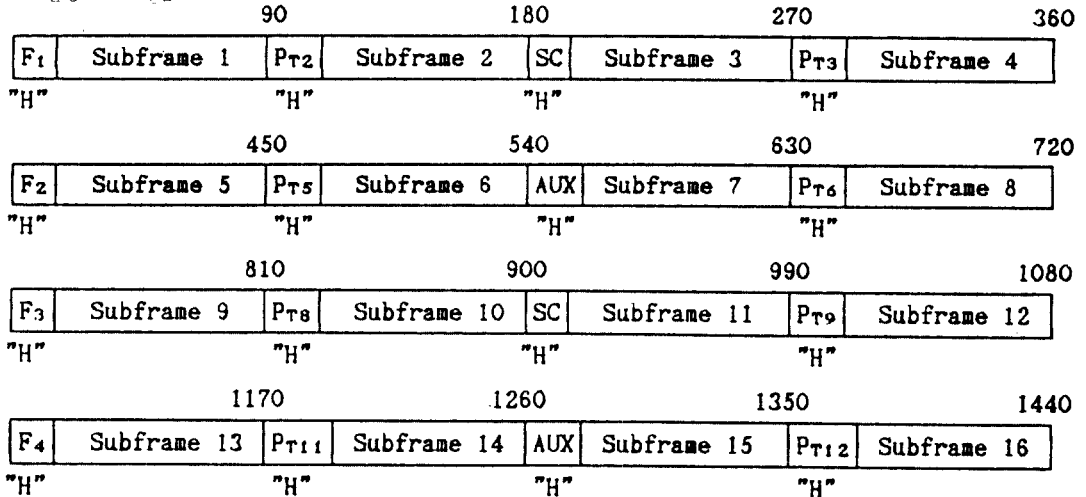 90 180 270 360
F1 Subframe 1 PT2 Subframe 2 SC Subframe 3 PT3 Subframe 4
"H" "H" "H" "H"
450 540 630 720
F2 Subframe 5 PT5 Subframe 6 AUX Subframe 7 PT6 Subframe 8
"H" "H" "H" "H"
810 900 990 1080
F3 Subframe 9 PT8 Subframe 10 SC Subframe 11 PT9 Subframe 12
"H" "H" "H" "H"
1170 1260 1350 1440
F4 Subframe 13 PT11 Subframe 14 AUX Subframe 15 PT12 Subframe 16
"H" "H" "H" "H"